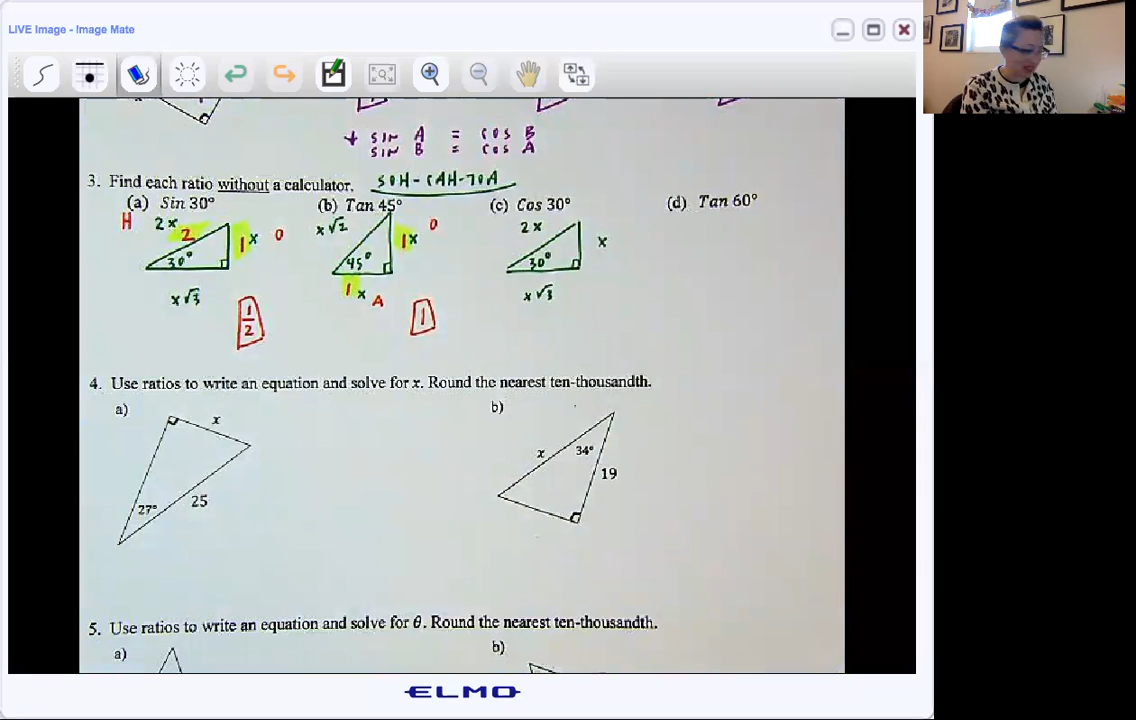 LIVE Image - Image Mate
+ sin A = cos B
sin B = cos A
3. Find each ratio without a calculator. SOH-CAH-TOA
(a) Sin 30° (b) Tan 45° (c) Cos 30° (d) Tan 60°
H 2x 2 1x O x√2 1x O 2x x
30° 45° 30°
x√3 1x A x√3
1/2 1
4. Use ratios to write an equation and solve for x. Round the nearest ten-thousandth.
a) b)
x x 34°
19
27° 25
5. Use ratios to write an equation and solve for θ. Round the nearest ten-thousandth.
a) b)
ELMO